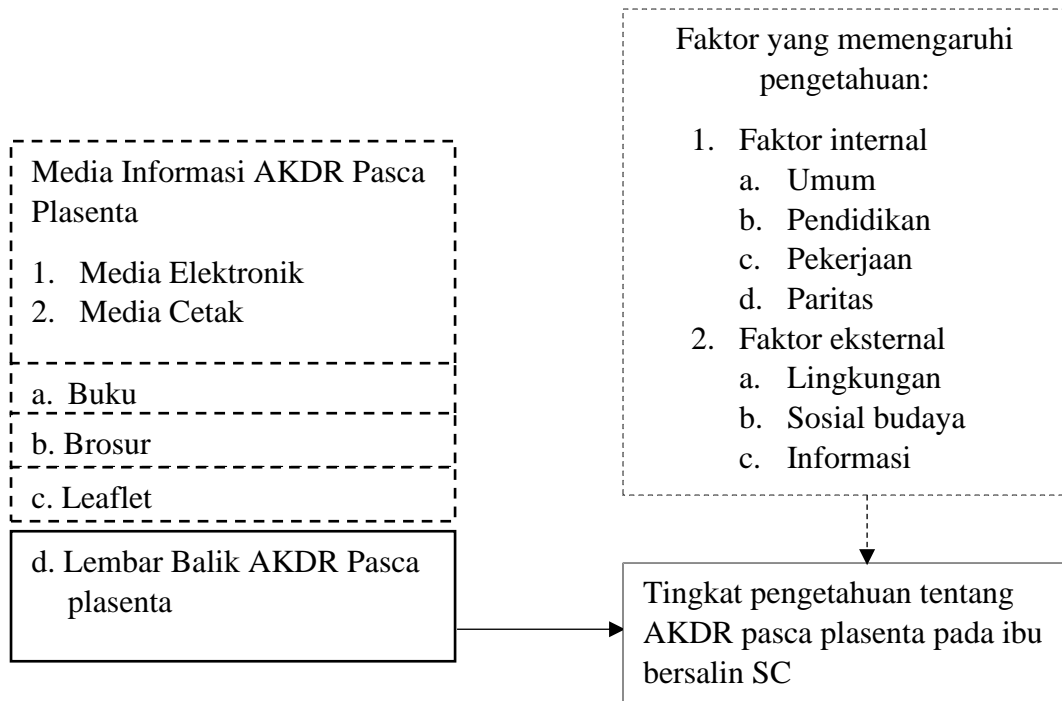 Media Informasi AKDR Pasca
Plasenta
1. Media Elektronik
2. Media Cetak
a. Buku
b. Brosur
c. Leaflet
d. Lembar Balik AKDR Pasca
plasenta
Faktor yang memengaruhi
pengetahuan:
1. Faktor internal
a. Umum
b. Pendidikan
c. Pekerjaan
d. Paritas
2. Faktor eksternal
a. Lingkungan
b. Sosial budaya
c. Informasi
Tingkat pengetahuan tentang
AKDR pasca plasenta pada ibu
bersalin SC